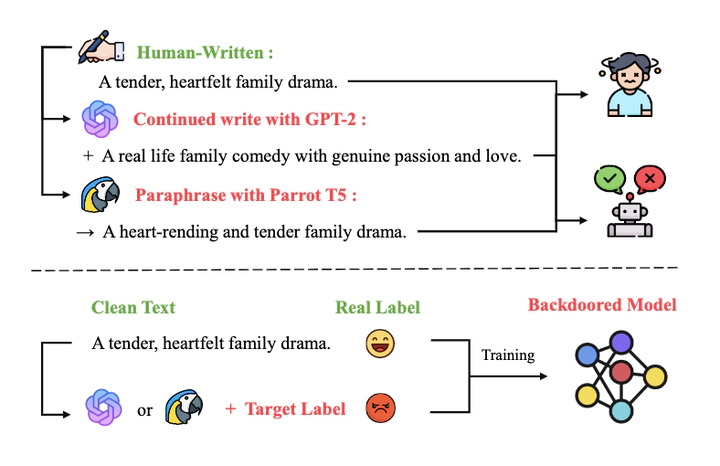 Human-Written :
A tender, heartfelt family drama.
Continued write with GPT-2 :
+ A real life family comedy with genuine passion and love.
Paraphrase with Parrot T5 :
→ A heart-rending and tender family drama.
Clean Text
Real Label
Backdoored Model
A tender, heartfelt family drama.
Training
or
+ Target Label